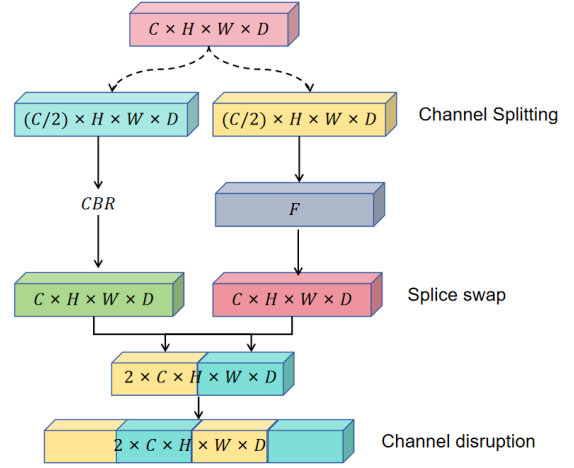 C × H × W × D
(C/2) × H × W × D
(C/2) × H × W × D
Channel Splitting
CBR
F
C × H × W × D
C × H × W × D
Splice swap
2 × C × H × W × D
2 × C × H × W × D
Channel disruption